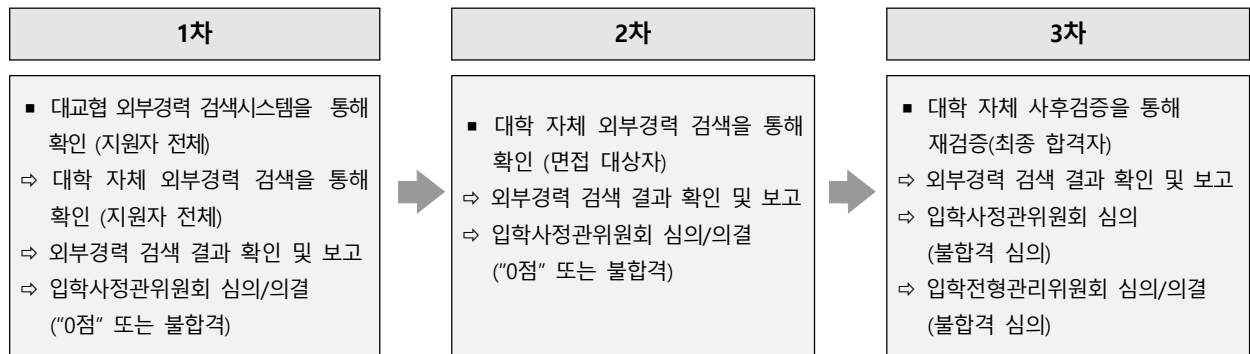 1차
■ 대교협 외부경력 검색시스템을 통해
확인 (지원자 전체)
⇨ 대학 자체 외부경력 검색을 통해
확인 (지원자 전체)
⇨ 외부경력 검색 결과 확인 및 보고
⇨ 입학사정관위원회 심의/의결
("0점" 또는 불합격)
2차
■ 대학 자체 외부경력 검색을 통해
확인 (면접 대상자)
⇨ 외부경력 검색 결과 확인 및 보고
⇨ 입학사정관위원회 심의/의결
("0점" 또는 불합격)
3차
■ 대학 자체 사후검증을 통해
재검증(최종 합격자)
⇨ 외부경력 검색 결과 확인 및 보고
⇨ 입학사정관위원회 심의
(불합격 심의)
⇨ 입학전형관리위원회 심의/의결
(불합격 심의)